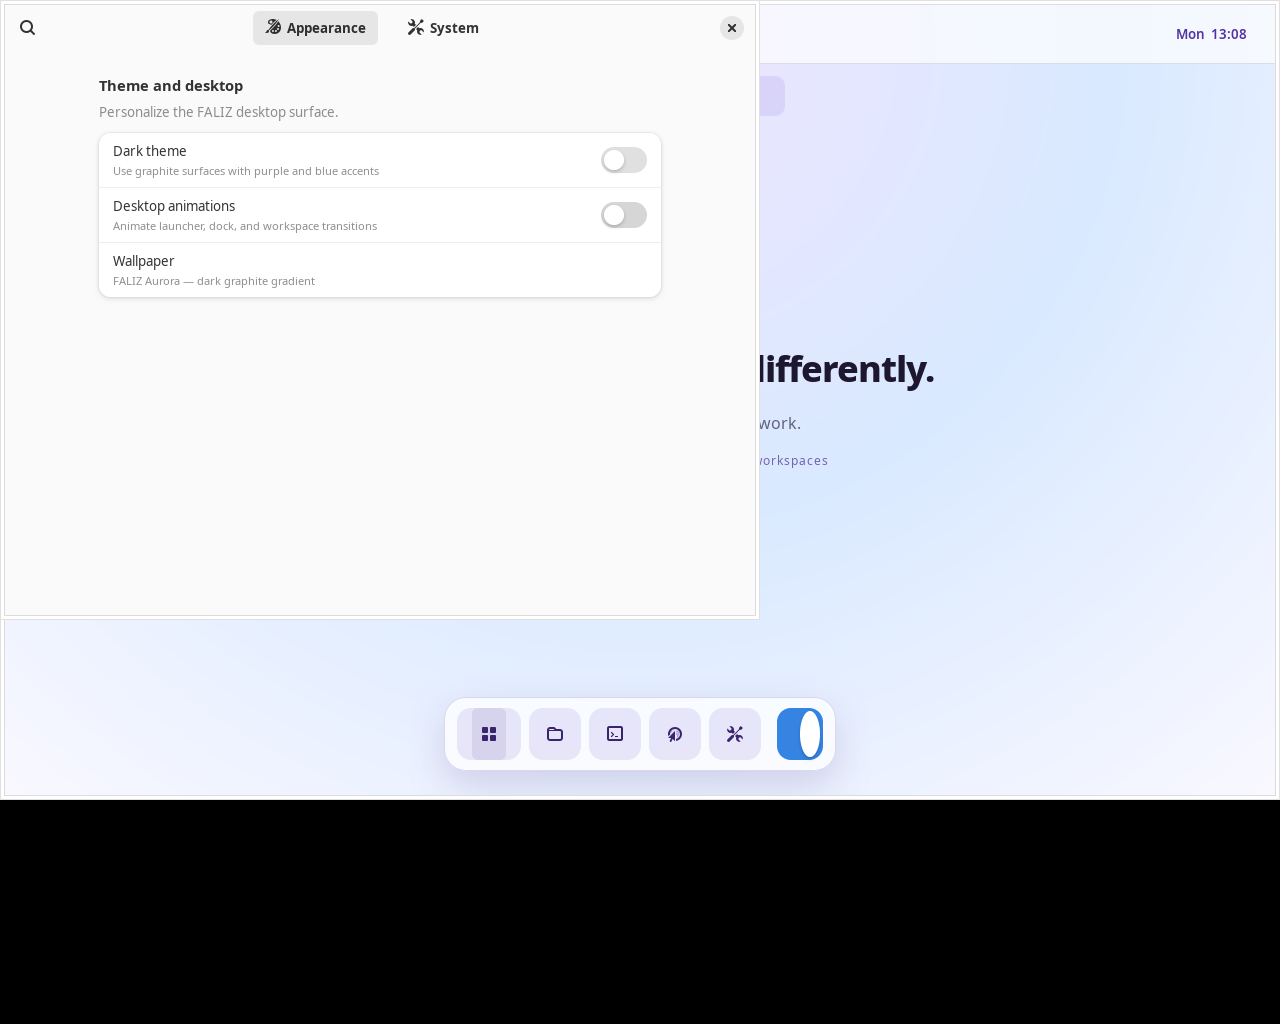 Appearance
System
Mon 13:08
Theme and desktop
Personalize the FALIZ desktop surface.
Dark theme
Use graphite surfaces with purple and blue accents
Desktop animations
Animate launcher, dock, and workspace transitions
Wallpaper
FALIZ Aurora — dark graphite gradient
differently.
work.
workspaces